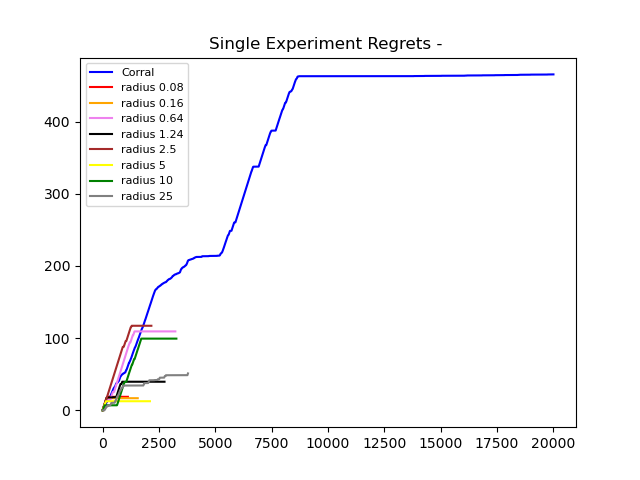 Single Experiment Regrets -
Corral
radius 0.08
radius 0.16
radius 0.64
radius 1.24
radius 2.5
radius 5
radius 10
radius 25
400
300
200
100
0
0 2500 5000 7500 10000 12500 15000 17500 20000